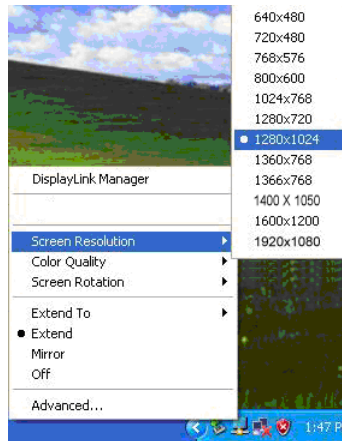 640x480
720x480
768x576
800x600
1024x768
1280x720
1280x1024
1360x768
1366x768
1400 X 1050
1600x1200
1920x1080
DisplayLink Manager
Screen Resolution
Color Quality
Screen Rotation
Extend To
Extend
Mirror
Off
Advanced...
1:47 P